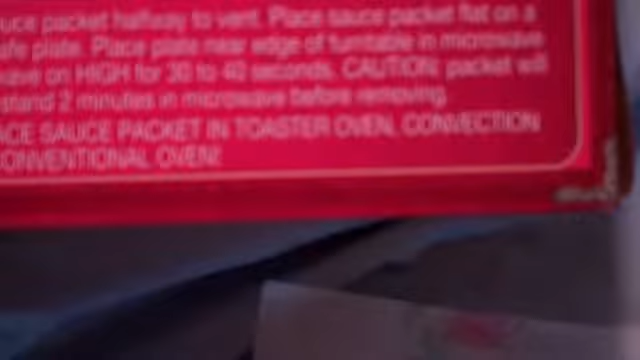 uce packet halfway to vent. Place sauce packet flat on a
afe plate. Place plate near edge of turntable in microwave
wave on HIGH for 30 to 40 seconds. CAUTION: packet will
stand 2 minutes in microwave before removing.
ACE SAUCE PACKET IN TOASTER OVEN, CONVECTION
ONVENTIONAL OVEN!